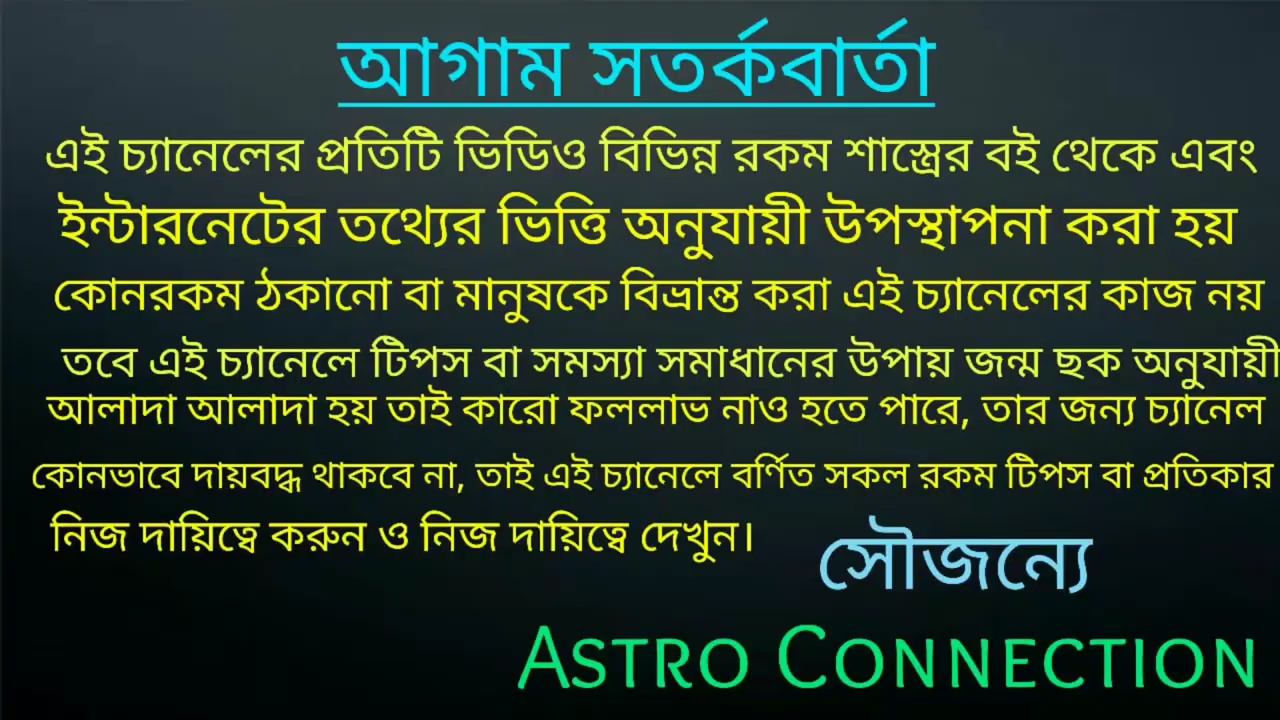 আগাম সতর্কবার্তা
এই চ্যানেলের প্রতিটি ভিডিও বিভিন্ন রকম শাস্ত্রের বই থেকে এবং
ইন্টারনেটের তথ্যের ভিত্তি অনুযায়ী উপস্থাপনা করা হয়
কোনরকম ঠকানো বা মানুষকে বিভ্রান্ত করা এই চ্যানেলের কাজ নয়
তবে এই চ্যানেলে টিপস বা সমস্যা সমাধানের উপায় জন্ম ছক অনুযায়ী
আলাদা আলাদা হয় তাই কারো ফললাভ নাও হতে পারে, তার জন্য চ্যানেল
কোনভাবে দায়বদ্ধ থাকবে না, তাই এই চ্যানেলে বর্ণিত সকল রকম টিপস বা প্রতিকার
নিজ দায়িত্বে করুন ও নিজ দায়িত্বে দেখুন।
সৌজন্যে
ASTRO CONNECTION